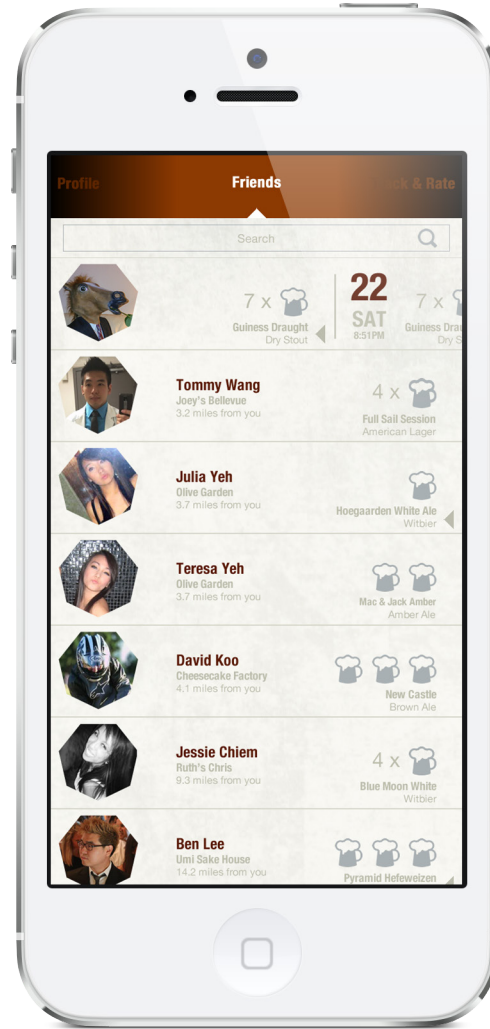 Profile
Friends
ck & Rate
Search
7 x
Guiness Draught
Dry Stout
22
SAT
8:51PM
7 x
Guiness Drau
Dry S
Tommy Wang
Joey's Bellevue
3.2 miles from you
4 x
Full Sail Session
American Lager
Julia Yeh
Olive Garden
3.7 miles from you
Hoegaarden White Ale
Witbier
Teresa Yeh
Olive Garden
3.7 miles from you
Mac & Jack Amber
Amber Ale
David Koo
Cheesecake Factory
4.1 miles from you
New Castle
Brown Ale
Jessie Chiem
Ruth's Chris
9.3 miles from you
4 x
Blue Moon White
Witbier
Ben Lee
Umi Sake House
14.2 miles from you
Pyramid Hefeweizen